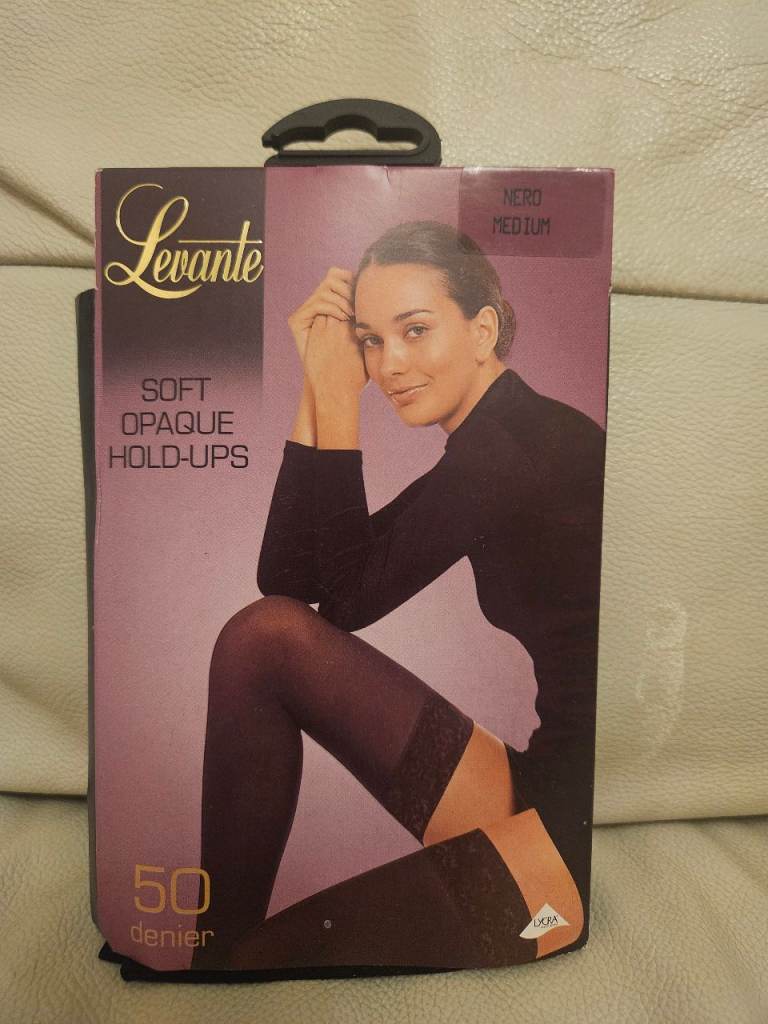 NERO
MEDIUM
Levante
SOFT
OPAQUE
HOLD-UPS
50
denier
LYCRA